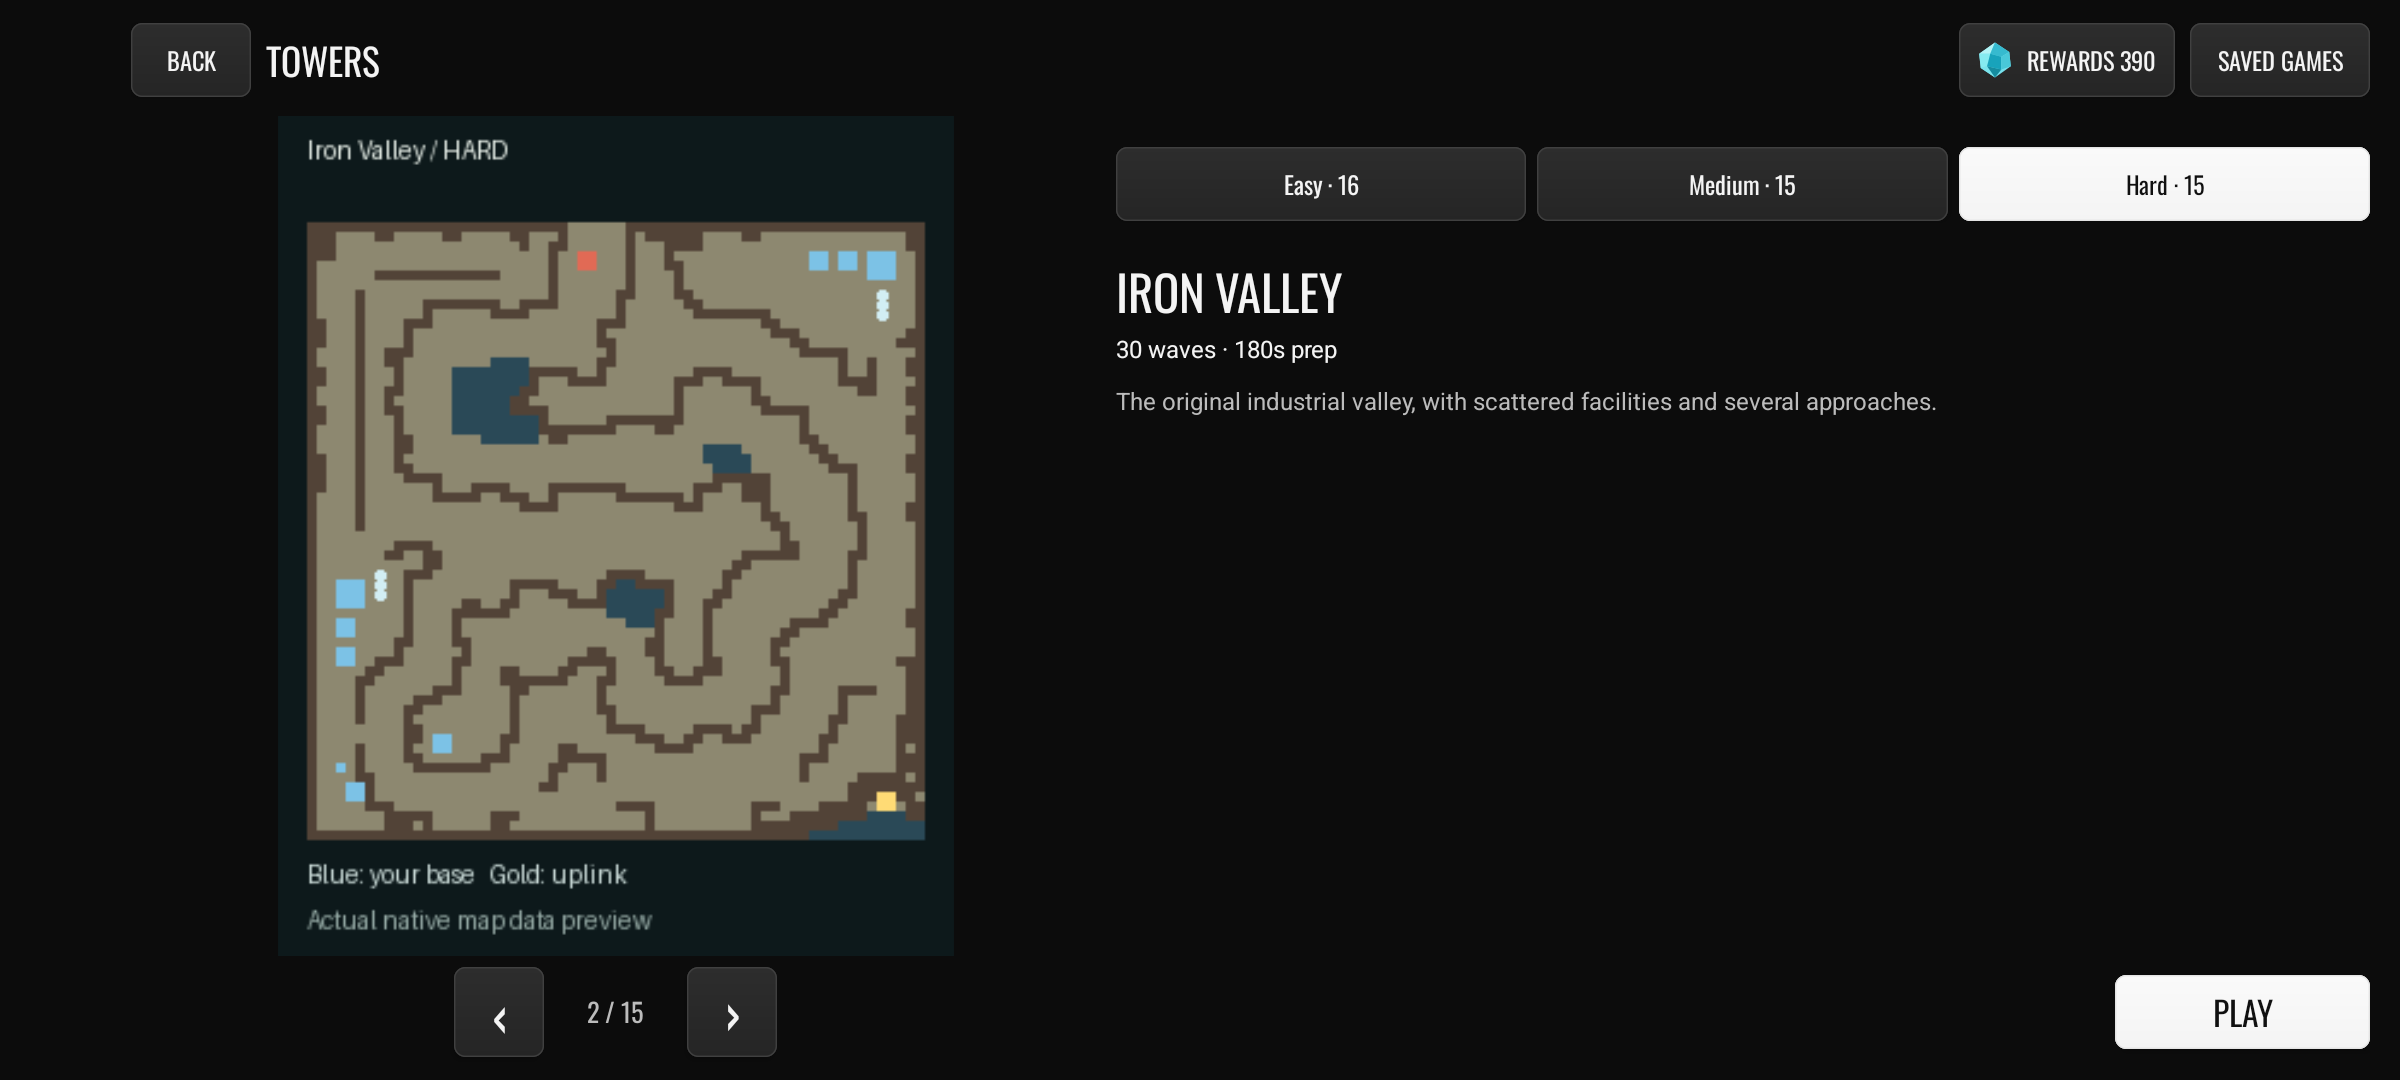 BACK
TOWERS
REWARDS 390
SAVED GAMES
Iron Valley / HARD
Easy · 16
Medium · 15
Hard · 15
IRON VALLEY
30 waves · 180s prep
The original industrial valley, with scattered facilities and several approaches.
Blue: your base Gold: uplink
Actual native map data preview
‹
2 / 15
›
PLAY